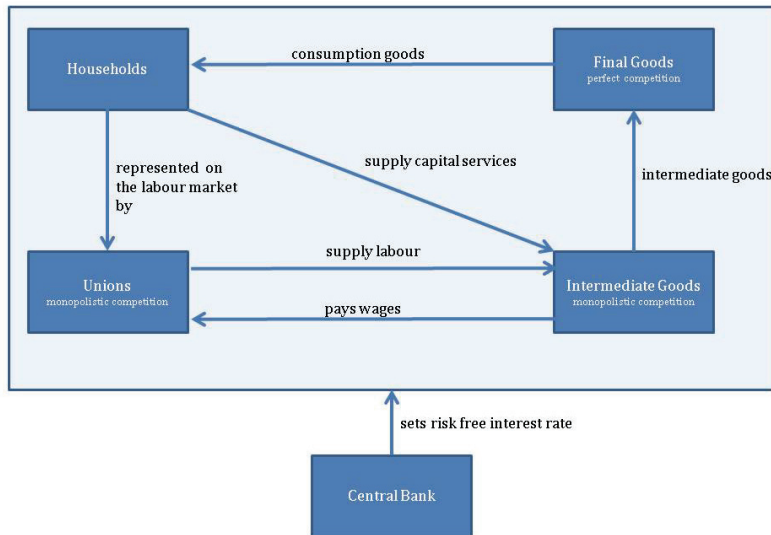 consumption goods
Households
Final Goods
perfect competition
supply capital services
represented on
the labour market
by
intermediate goods
supply labour
Unions
monopolistic competition
Intermediate Goods
monopolistic competition
pays wages
sets risk free interest rate
Central Bank